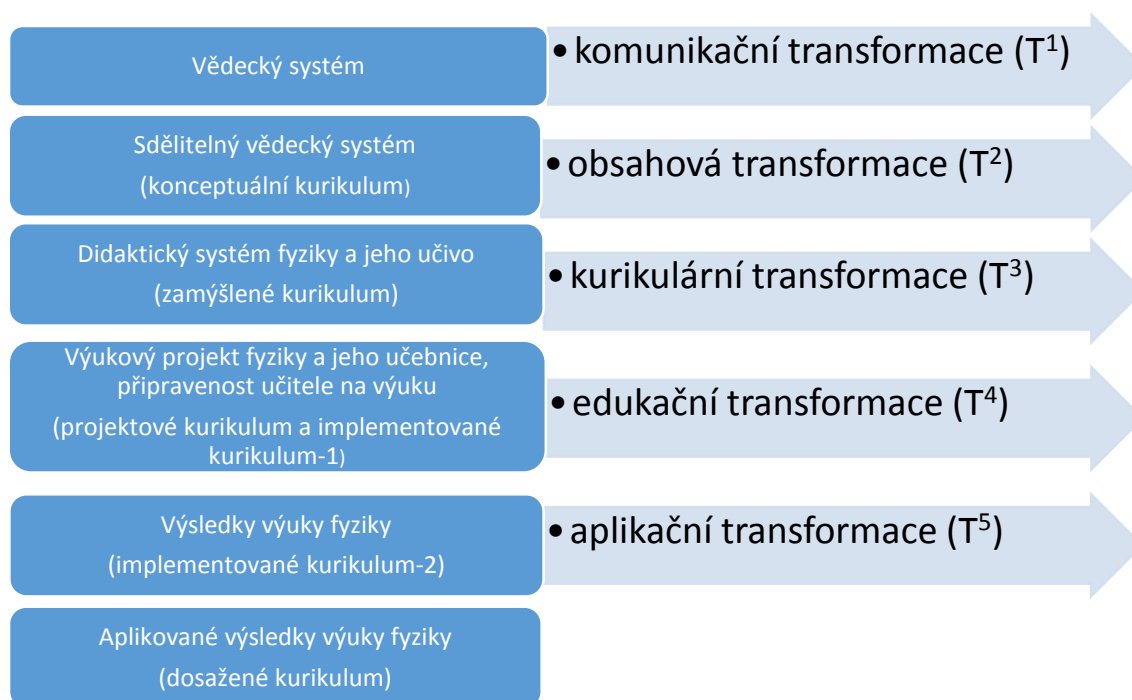 Vědecký systém
• komunikační transformace (T¹)
Sdělitelný vědecký systém
(konceptuální kurikulum)
• obsahová transformace (T²)
Didaktický systém fyziky a jeho učivo
(zamýšlené kurikulum)
• kurikulární transformace (T³)
Výukový projekt fyziky a jeho učebnice,
připravenost učitele na výuku
(projektové kurikulum a implementované
kurikulum-1)
• edukační transformace (T⁴)
Výsledky výuky fyziky
(implementované kurikulum-2)
• aplikační transformace (T⁵)
Aplikované výsledky výuky fyziky
(dosažené kurikulum)